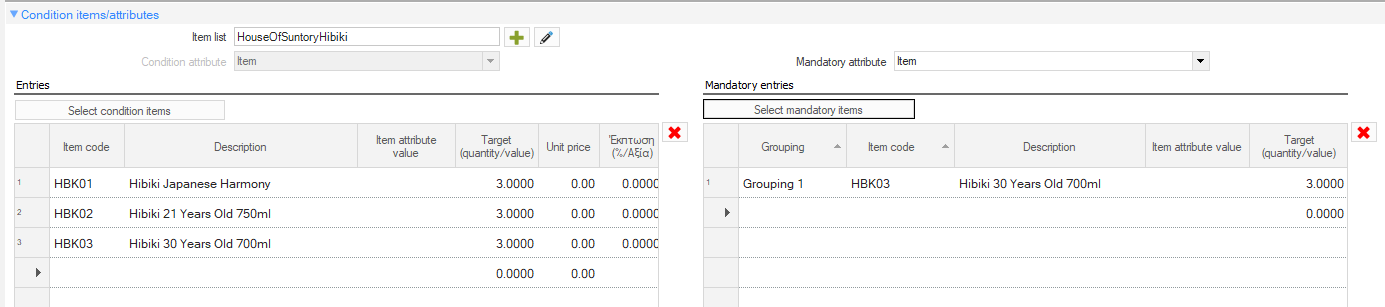 Condition items/attributes
Item list HouseOfSuntoryHibiki
Condition attribute Item Mandatory attribute Item
Entries Mandatory entries
Select condition items Select mandatory items
Item code Description Item attribute value Target (quantity/value) Unit price Έκπτωση (%/Αξία) Grouping Item code Description Item attribute value Target (quantity/value)
1 HBK01 Hibiki Japanese Harmony 3.0000 0.00 0.0000 1 Grouping 1 HBK03 Hibiki 30 Years Old 700ml 3.0000
2 HBK02 Hibiki 21 Years Old 750ml 3.0000 0.00 0.0000 0.0000
3 HBK03 Hibiki 30 Years Old 700ml 3.0000 0.00 0.0000
0.0000 0.00